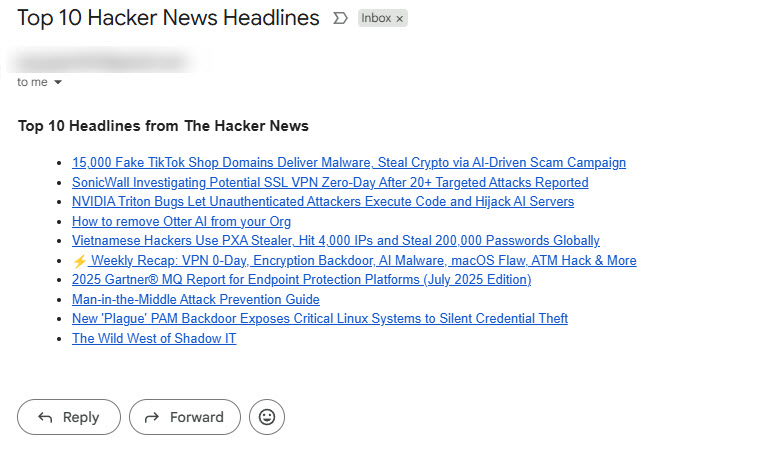 Top 10 Hacker News Headlines
Inbox ×
to me
Top 10 Headlines from The Hacker News
15,000 Fake TikTok Shop Domains Deliver Malware, Steal Crypto via AI-Driven Scam Campaign
SonicWall Investigating Potential SSL VPN Zero-Day After 20+ Targeted Attacks Reported
NVIDIA Triton Bugs Let Unauthenticated Attackers Execute Code and Hijack AI Servers
How to remove Otter AI from your Org
Vietnamese Hackers Use PXA Stealer, Hit 4,000 IPs and Steal 200,000 Passwords Globally
⚡ Weekly Recap: VPN 0-Day, Encryption Backdoor, AI Malware, macOS Flaw, ATM Hack & More
2025 Gartner® MQ Report for Endpoint Protection Platforms (July 2025 Edition)
Man-in-the-Middle Attack Prevention Guide
New 'Plague' PAM Backdoor Exposes Critical Linux Systems to Silent Credential Theft
The Wild West of Shadow IT
Reply
Forward